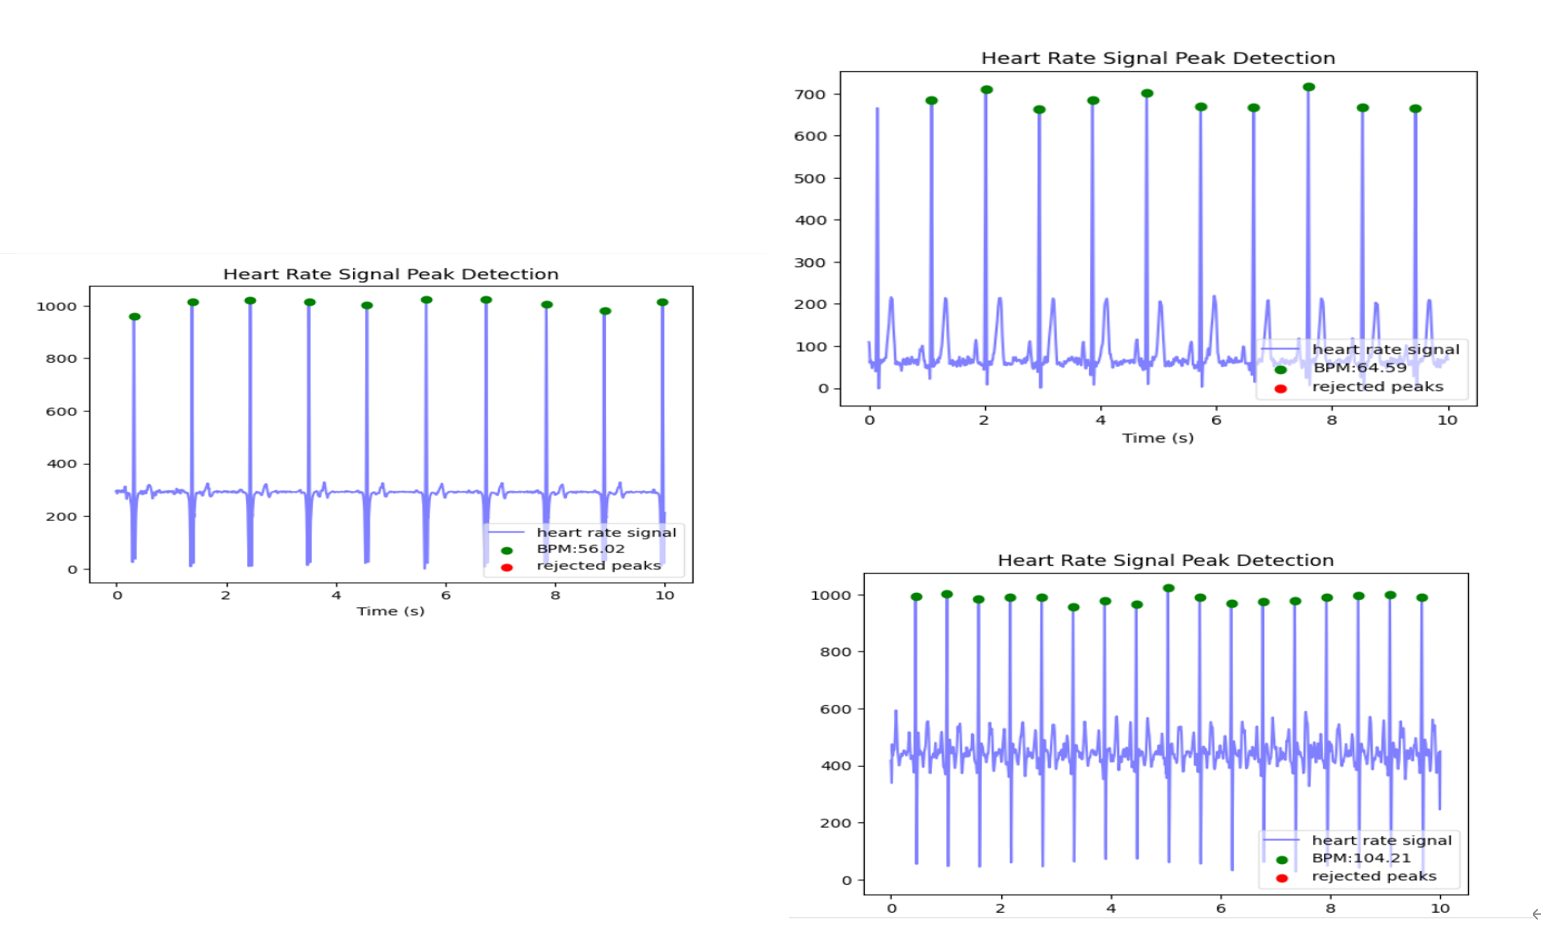 Heart Rate Signal Peak Detection
1000
800
600
400
200
0
heart rate signal
BPM:56.02
rejected peaks
0 2 4 6 8 10
Time (s)
Heart Rate Signal Peak Detection
700
600
500
400
300
200
100
0
heart rate signal
BPM:64.59
rejected peaks
0 2 4 6 8 10
Time (s)
Heart Rate Signal Peak Detection
1000
800
600
400
200
0
heart rate signal
BPM:104.21
rejected peaks
0 2 4 6 8 10